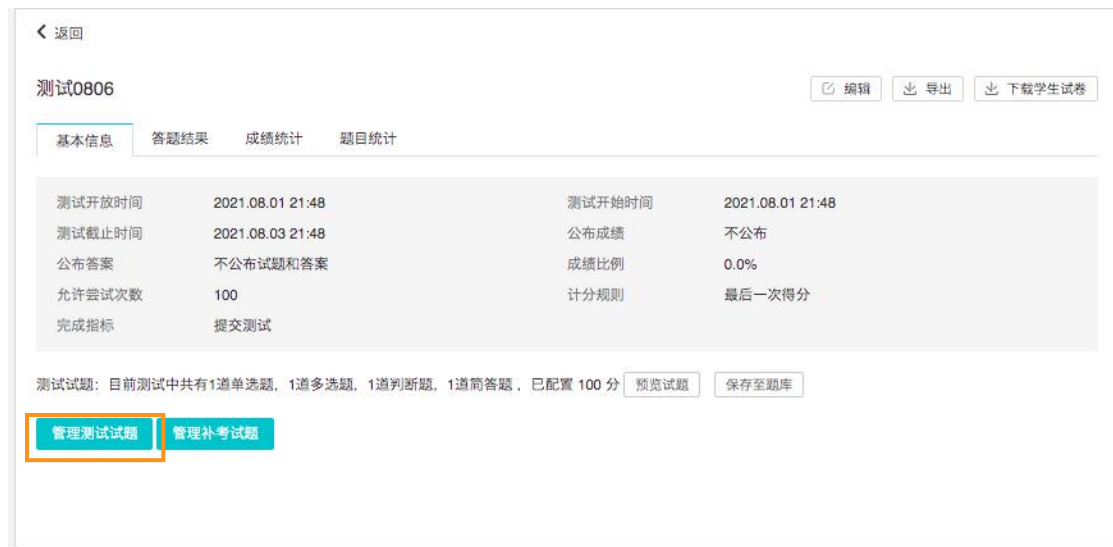 返回
测试0806
编辑 导出 下载学生试卷
基本信息 答题结果 成绩统计 题目统计
测试开放时间 2021.08.01 21:48 测试开始时间 2021.08.01 21:48
测试截止时间 2021.08.03 21:48 公布成绩 不公布
公布答案 不公布试题和答案 成绩比例 0.0%
允许尝试次数 100 计分规则 最后一次得分
完成指标 提交测试
测试试题：目前测试中共有1道单选题，1道多选题，1道判断题，1道简答题，已配置 100 分 预览试题 保存至题库
管理测试试题 管理补考试题